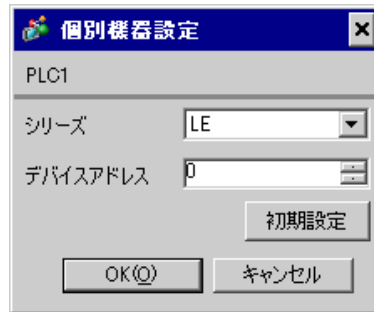 個別機器設定
PLC1
シリーズ LE
デバイスアドレス 0
初期設定
OK(O) キャンセル